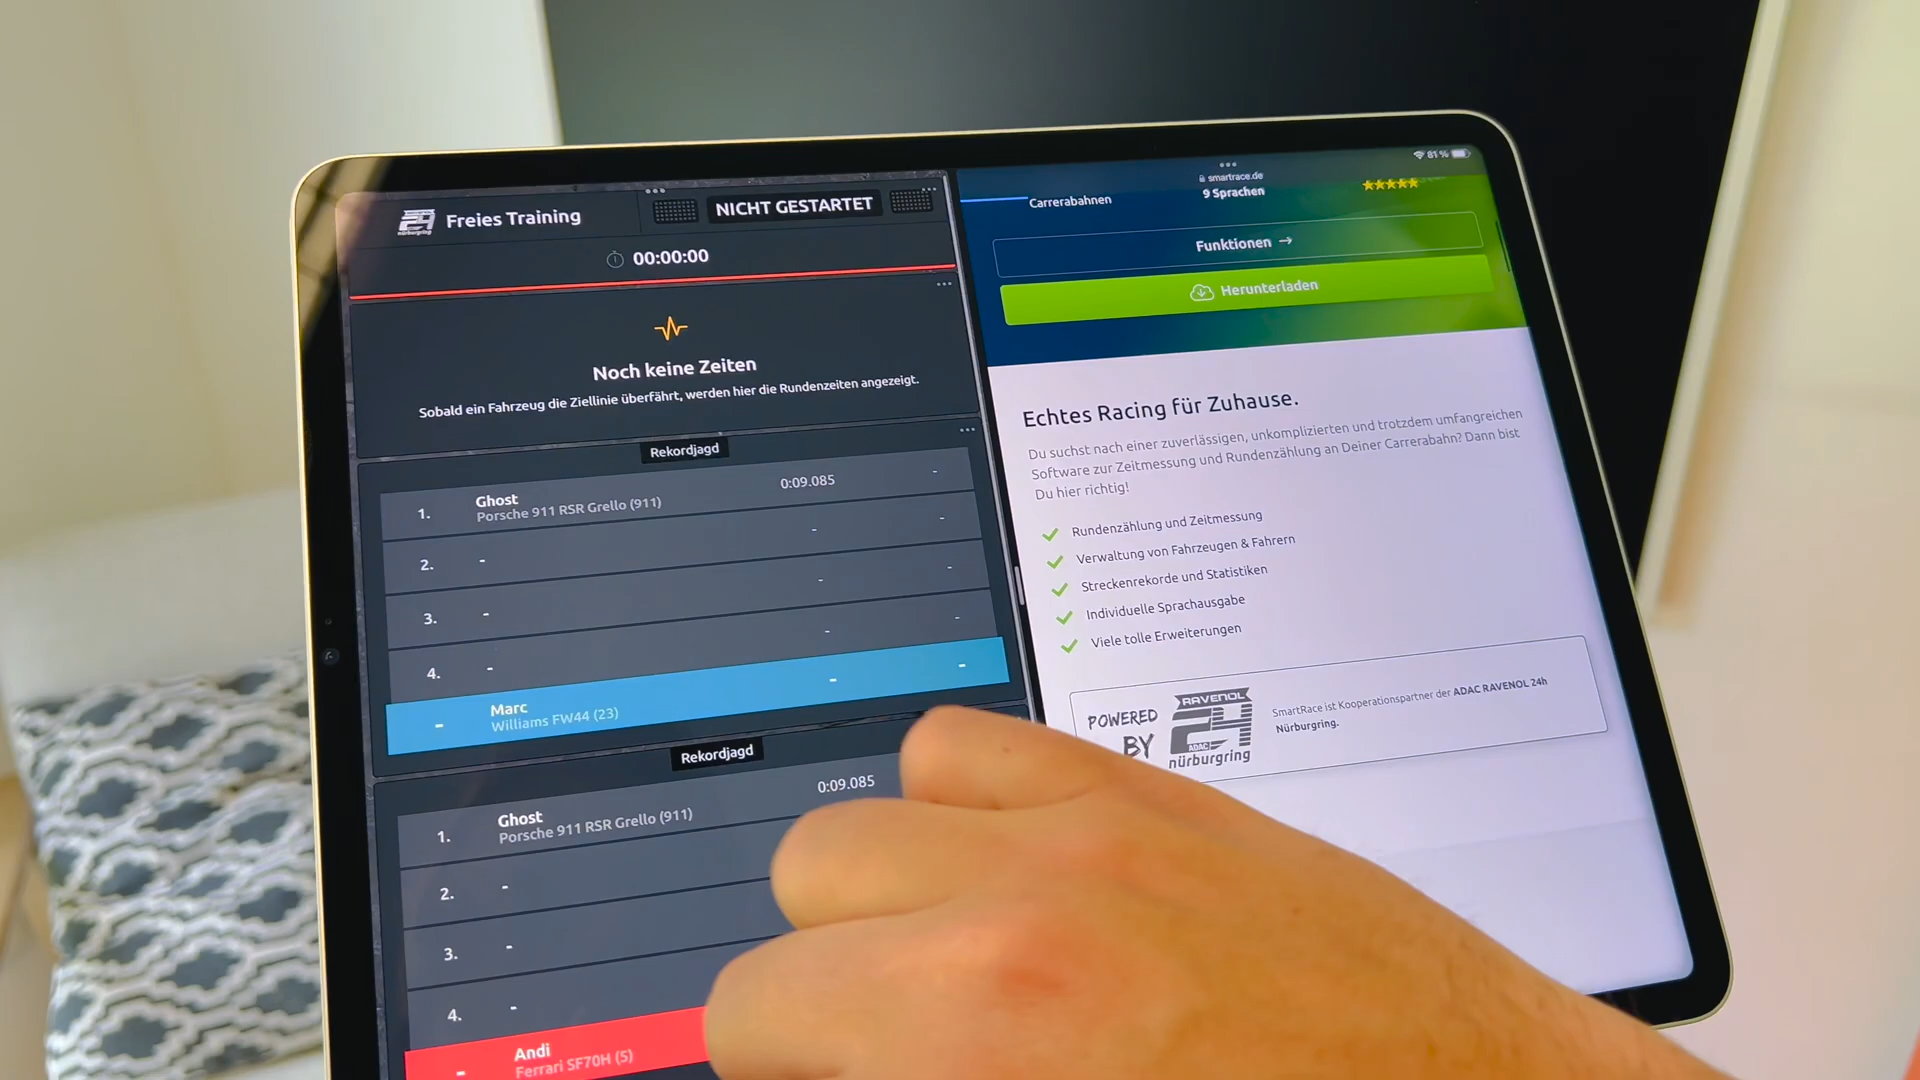 Freies Training
NICHT GESTARTET
00:00:00
Noch keine Zeiten
Sobald ein Fahrzeug die Ziellinie überfährt, werden hier die Rundenzeiten angezeigt.
Rekordjagd
1. Ghost 0:09.085 -
Porsche 911 RSR Grello (911)
2. - - -
3. - - -
4. - - -
- Marc - -
Williams FW44 (23)
Rekordjagd
1. Ghost 0:09.085
Porsche 911 RSR Grello (911)
2. -
3. -
4. -
- Andi
Ferrari SF70H (5)
81 %
smartrace.de
Carrerabahnen
9 Sprachen
Funktionen →
Herunterladen
Echtes Racing für Zuhause.
Du suchst nach einer zuverlässigen, unkomplizierten und trotzdem umfangreichen
Software zur Zeitmessung und Rundenzählung an Deiner Carrerabahn? Dann bist
Du hier richtig!
Rundenzählung und Zeitmessung
Verwaltung von Fahrzeugen & Fahrern
Streckenrekorde und Statistiken
Individuelle Sprachausgabe
Viele tolle Erweiterungen
POWERED
BY
RAVENOL
24
ADAC
nürburgring
SmartRace ist Kooperationspartner der ADAC RAVENOL 24h
Nürburgring.